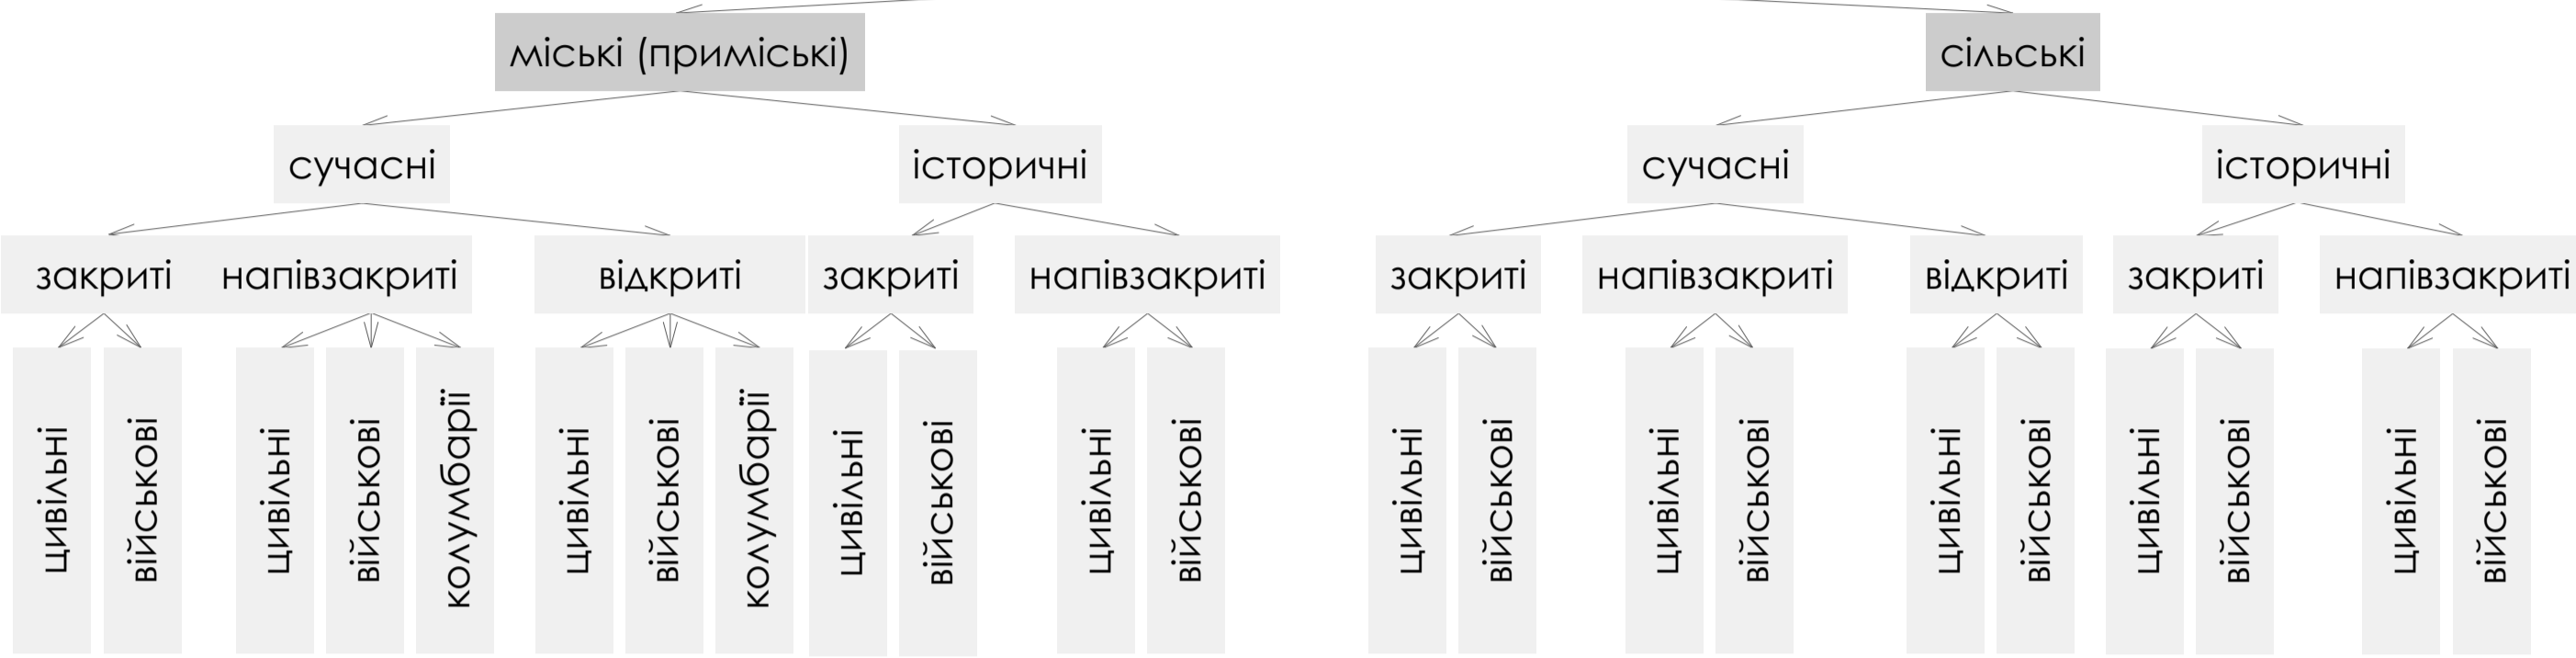 міські (приміські)
сільські
сучасні
історичні
сучасні
історичні
закриті
напівзакриті
відкриті
закриті
напівзакриті
закриті
напівзакриті
відкриті
закриті
напівзакриті
цивільні
військові
цивільні
військові
колумбарії
цивільні
військові
колумбарії
цивільні
військові
цивільні
військові
цивільні
військові
цивільні
військові
цивільні
військові
цивільні
військові
цивільні
військові